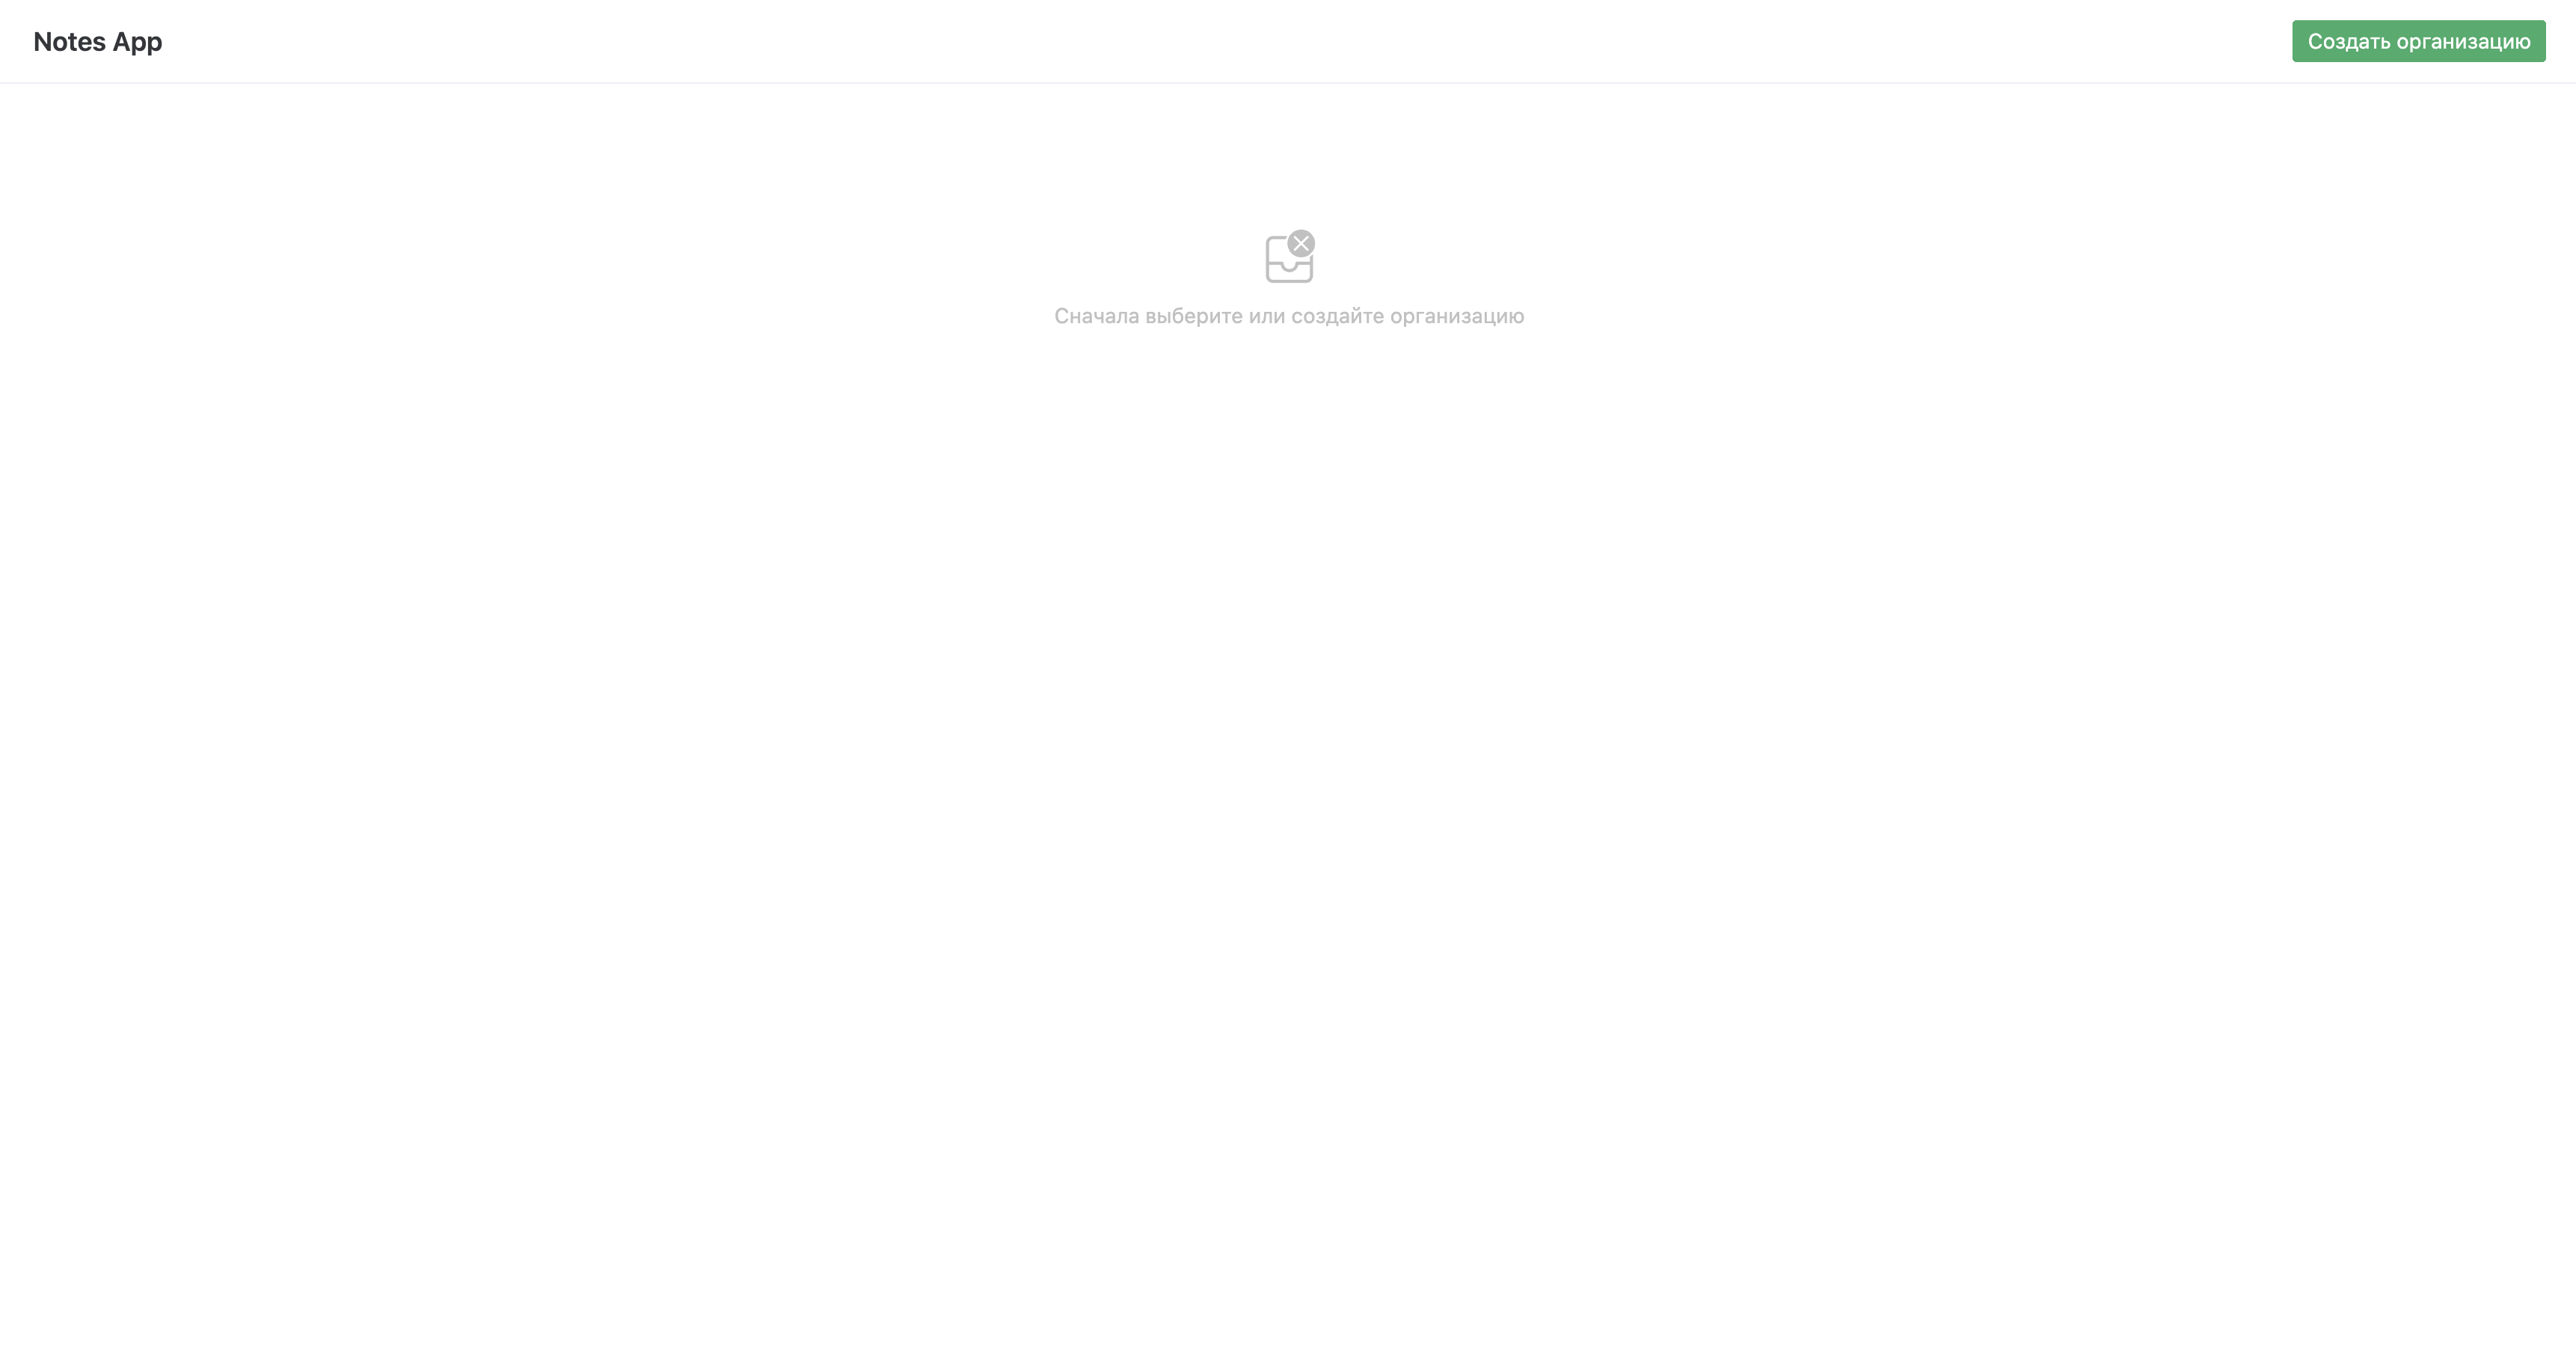 Notes App
Создать организацию
Сначала выберите или создайте организацию